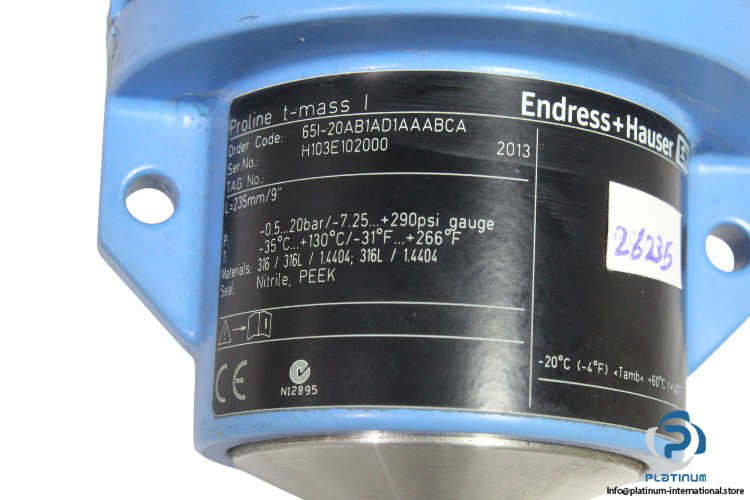 Proline t-mass I
Endress+Hauser
Order Code: 65I-20AB1AD1AAABCA
Ser No.: H103E102000
2013
TAG No.:
L=235mm/9"
P: -0.5...20bar/-7.25...+290psi gauge
T: -35°C...+130°C/-31°F...+266°F
Materials: 316 / 316L / 1.4404; 316L / 1.4404
Seal: Nitrile, PEEK
26235
-20°C (-4°F) <Tamb< +60°C
CE
N12895
PLATINUM
Info@platinum-international.store